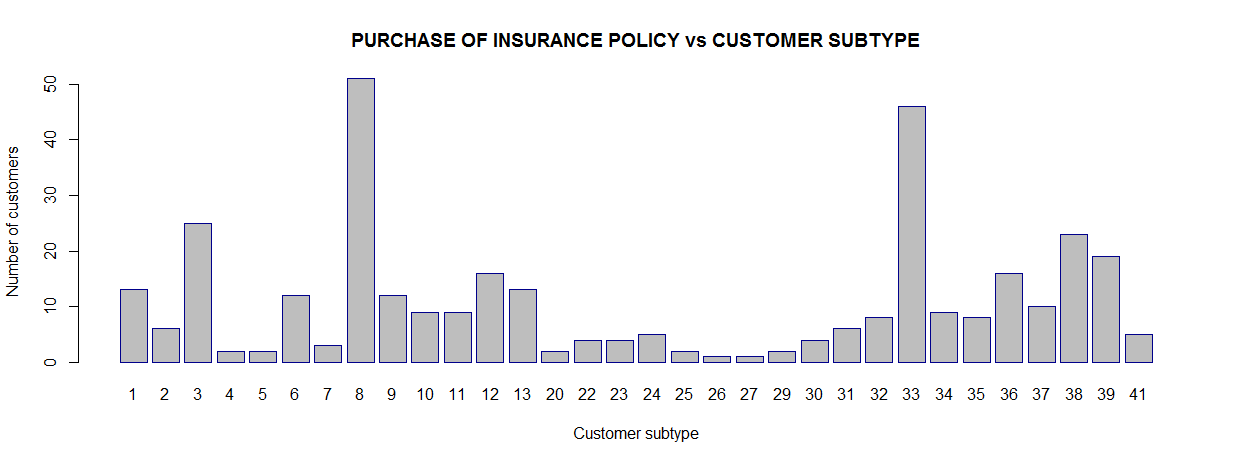 PURCHASE OF INSURANCE POLICY vs CUSTOMER SUBTYPE
Number of customers
50
40
30
20
10
0
1 2 3 4 5 6 7 8 9 10 11 12 13 20 22 23 24 25 26 27 29 30 31 32 33 34 35 36 37 38 39 41
Customer subtype